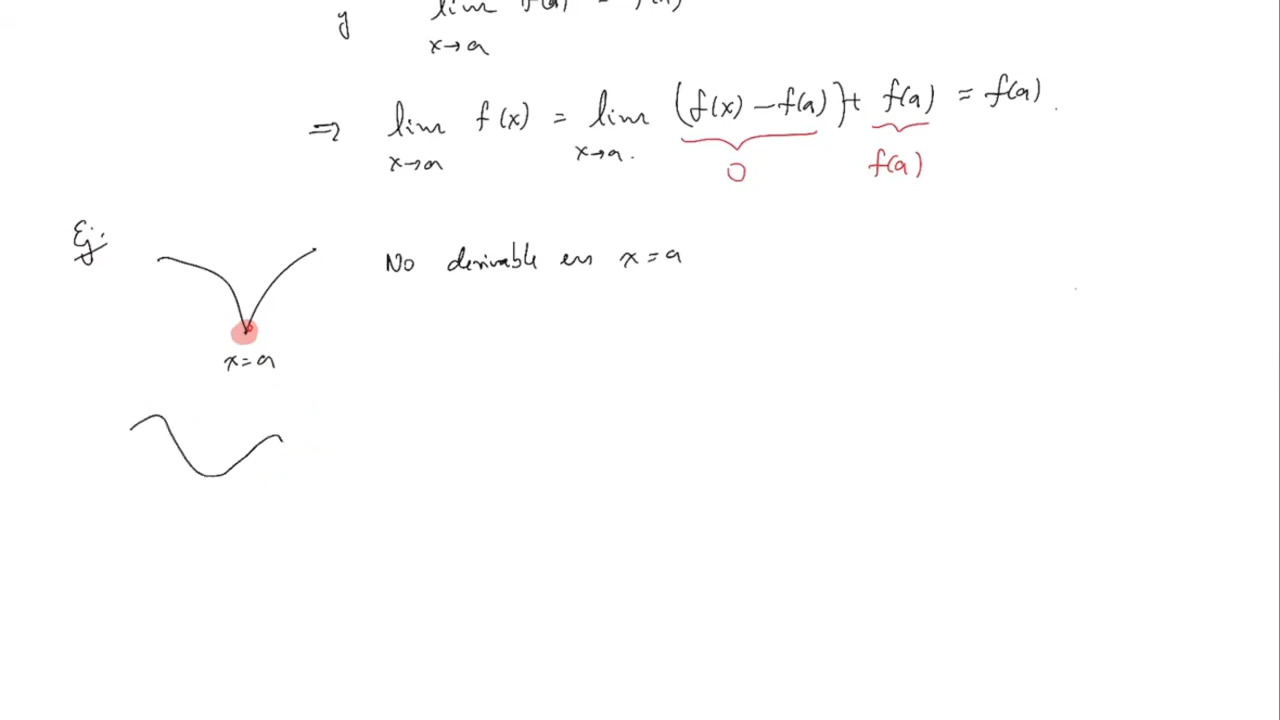 y lim f(a) = f(a)
x→a
⇒ lim f(x) = lim (f(x) − f(a)) + f(a) = f(a).
x→a x→a. 0 f(a)
Ej:
No derivable en x = a
x = a